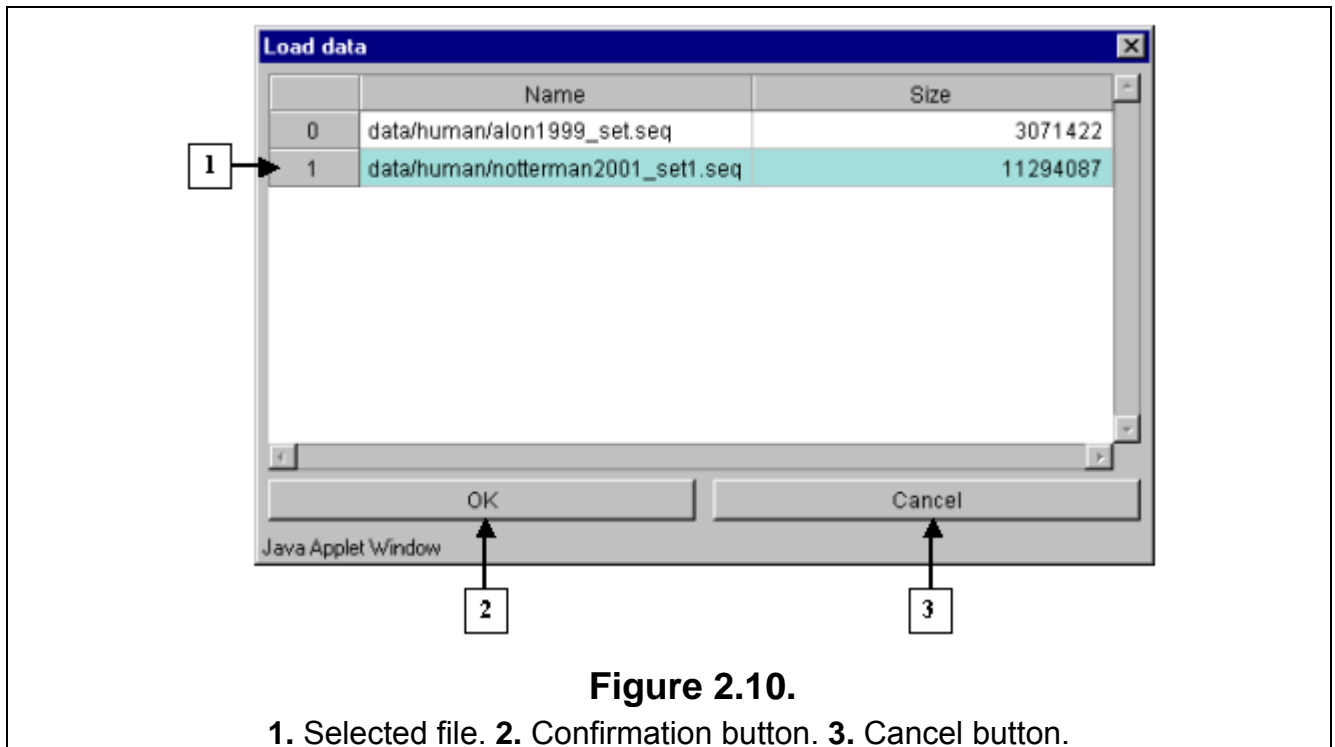 Load data
Name Size
0 data/human/alon1999_set.seq 3071422
1 1 data/human/notterman2001_set1.seq 11294087
OK Cancel
Java Applet Window
2 3
Figure 2.10.
1. Selected file. 2. Confirmation button. 3. Cancel button.